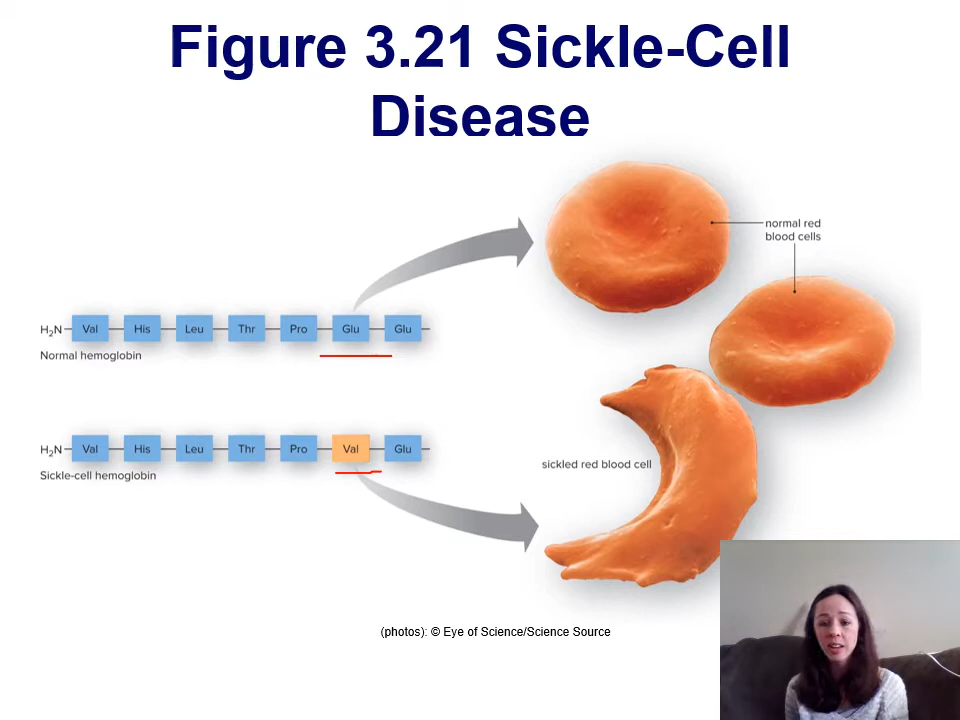 Figure 3.21 Sickle-Cell
Disease
normal red
blood cells
H₂N Val His Leu Thr Pro Glu Glu
Normal hemoglobin
H₂N Val His Leu Thr Pro Val Glu
sickled red blood cell
Sickle-cell hemoglobin
(photos): © Eye of Science/Science Source